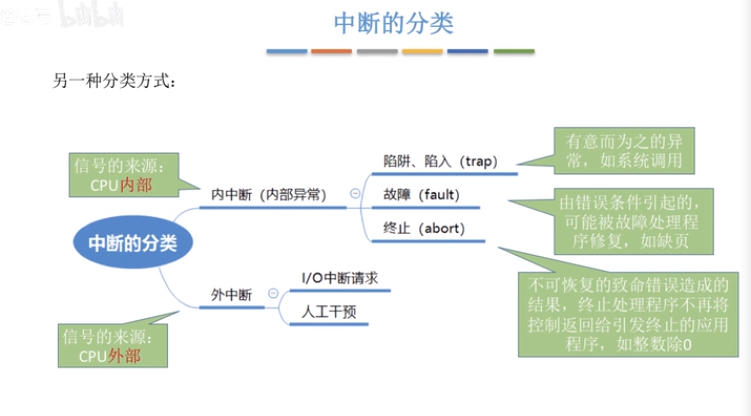 bilibili
中断的分类
另一种分类方式:
信号的来源:
CPU内部
有意而为之的异
常,如系统调用
陷阱、陷入(trap)
内中断(内部异常)
故障(fault)
由错误条件引起的,
可能被故障处理程
序修复,如缺页
终止(abort)
中断的分类
I/O中断请求
外中断
人工干预
不可恢复的致命错误造成的
结果,终止处理程序不再将
控制返回给引发终止的应用
程序,如整数除0
信号的来源:
CPU外部